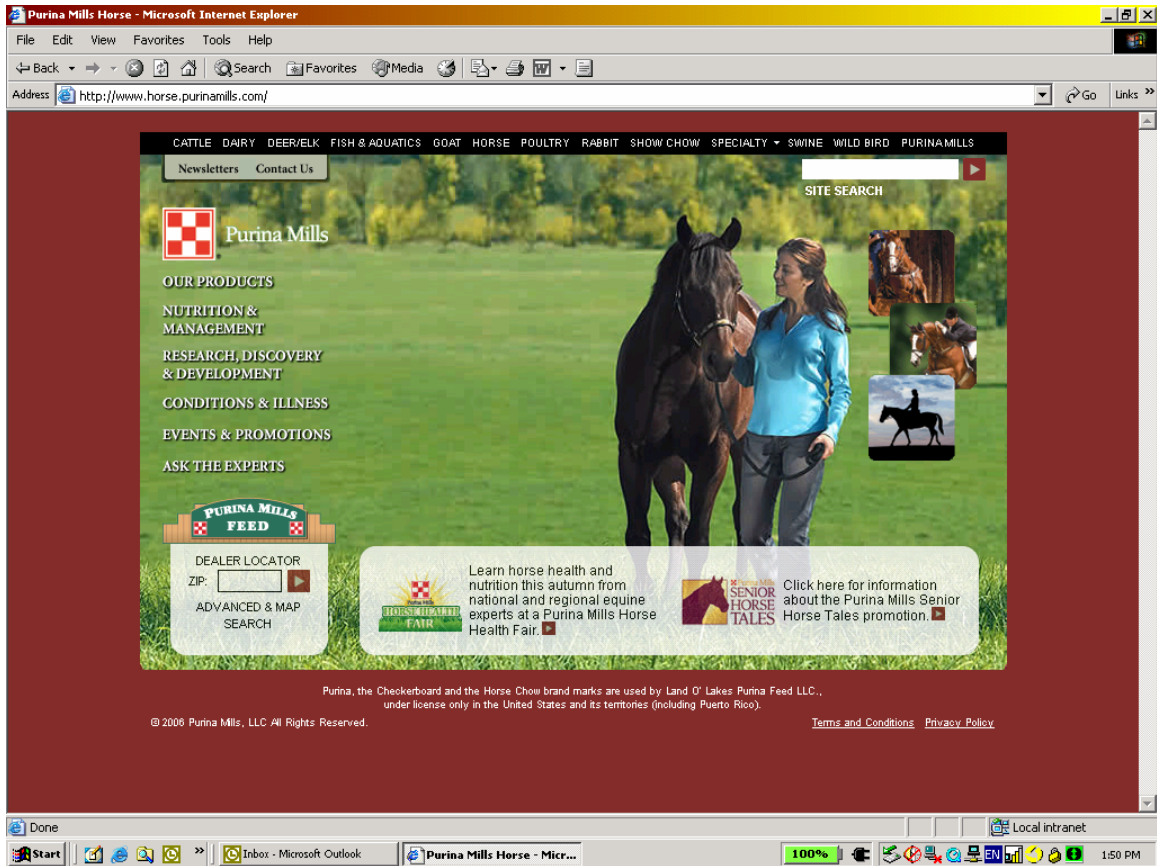 Purina Mills Horse - Microsoft Internet Explorer
File Edit View Favorites Tools Help
Back Search Favorites Media
Address http://www.horse.purinamills.com/ Go Links »
CATTLE DAIRY DEER/ELK FISH & AQUATICS GOAT HORSE POULTRY RABBIT SHOW CHOW SPECIALTY SWINE WILD BIRD PURINA MILLS
Newsletters Contact Us
SITE SEARCH
Purina Mills
OUR PRODUCTS
NUTRITION &
MANAGEMENT
RESEARCH, DISCOVERY
& DEVELOPMENT
CONDITIONS & ILLNESS
EVENTS & PROMOTIONS
ASK THE EXPERTS
PURINA MILLS
FEED
DEALER LOCATOR
ZIP:
ADVANCED & MAP
SEARCH
Purina Mills
HORSE HEALTH
FAIR
Learn horse health and
nutrition this autumn from
national and regional equine
experts at a Purina Mills Horse
Health Fair.
Purina Mills
SENIOR
HORSE
TALES
Click here for information
about the Purina Mills Senior
Horse Tales promotion.
Purina, the Checkerboard and the Horse Chow brand marks are used by Land O' Lakes Purina Feed LLC.,
under license only in the United States and its territories (including Puerto Rico).
© 2006 Purina Mills, LLC All Rights Reserved.
Terms and Conditions Privacy Policy
Done Local intranet
Start » Inbox - Microsoft Outlook Purina Mills Horse - Micr... 100% EN 1:50 PM